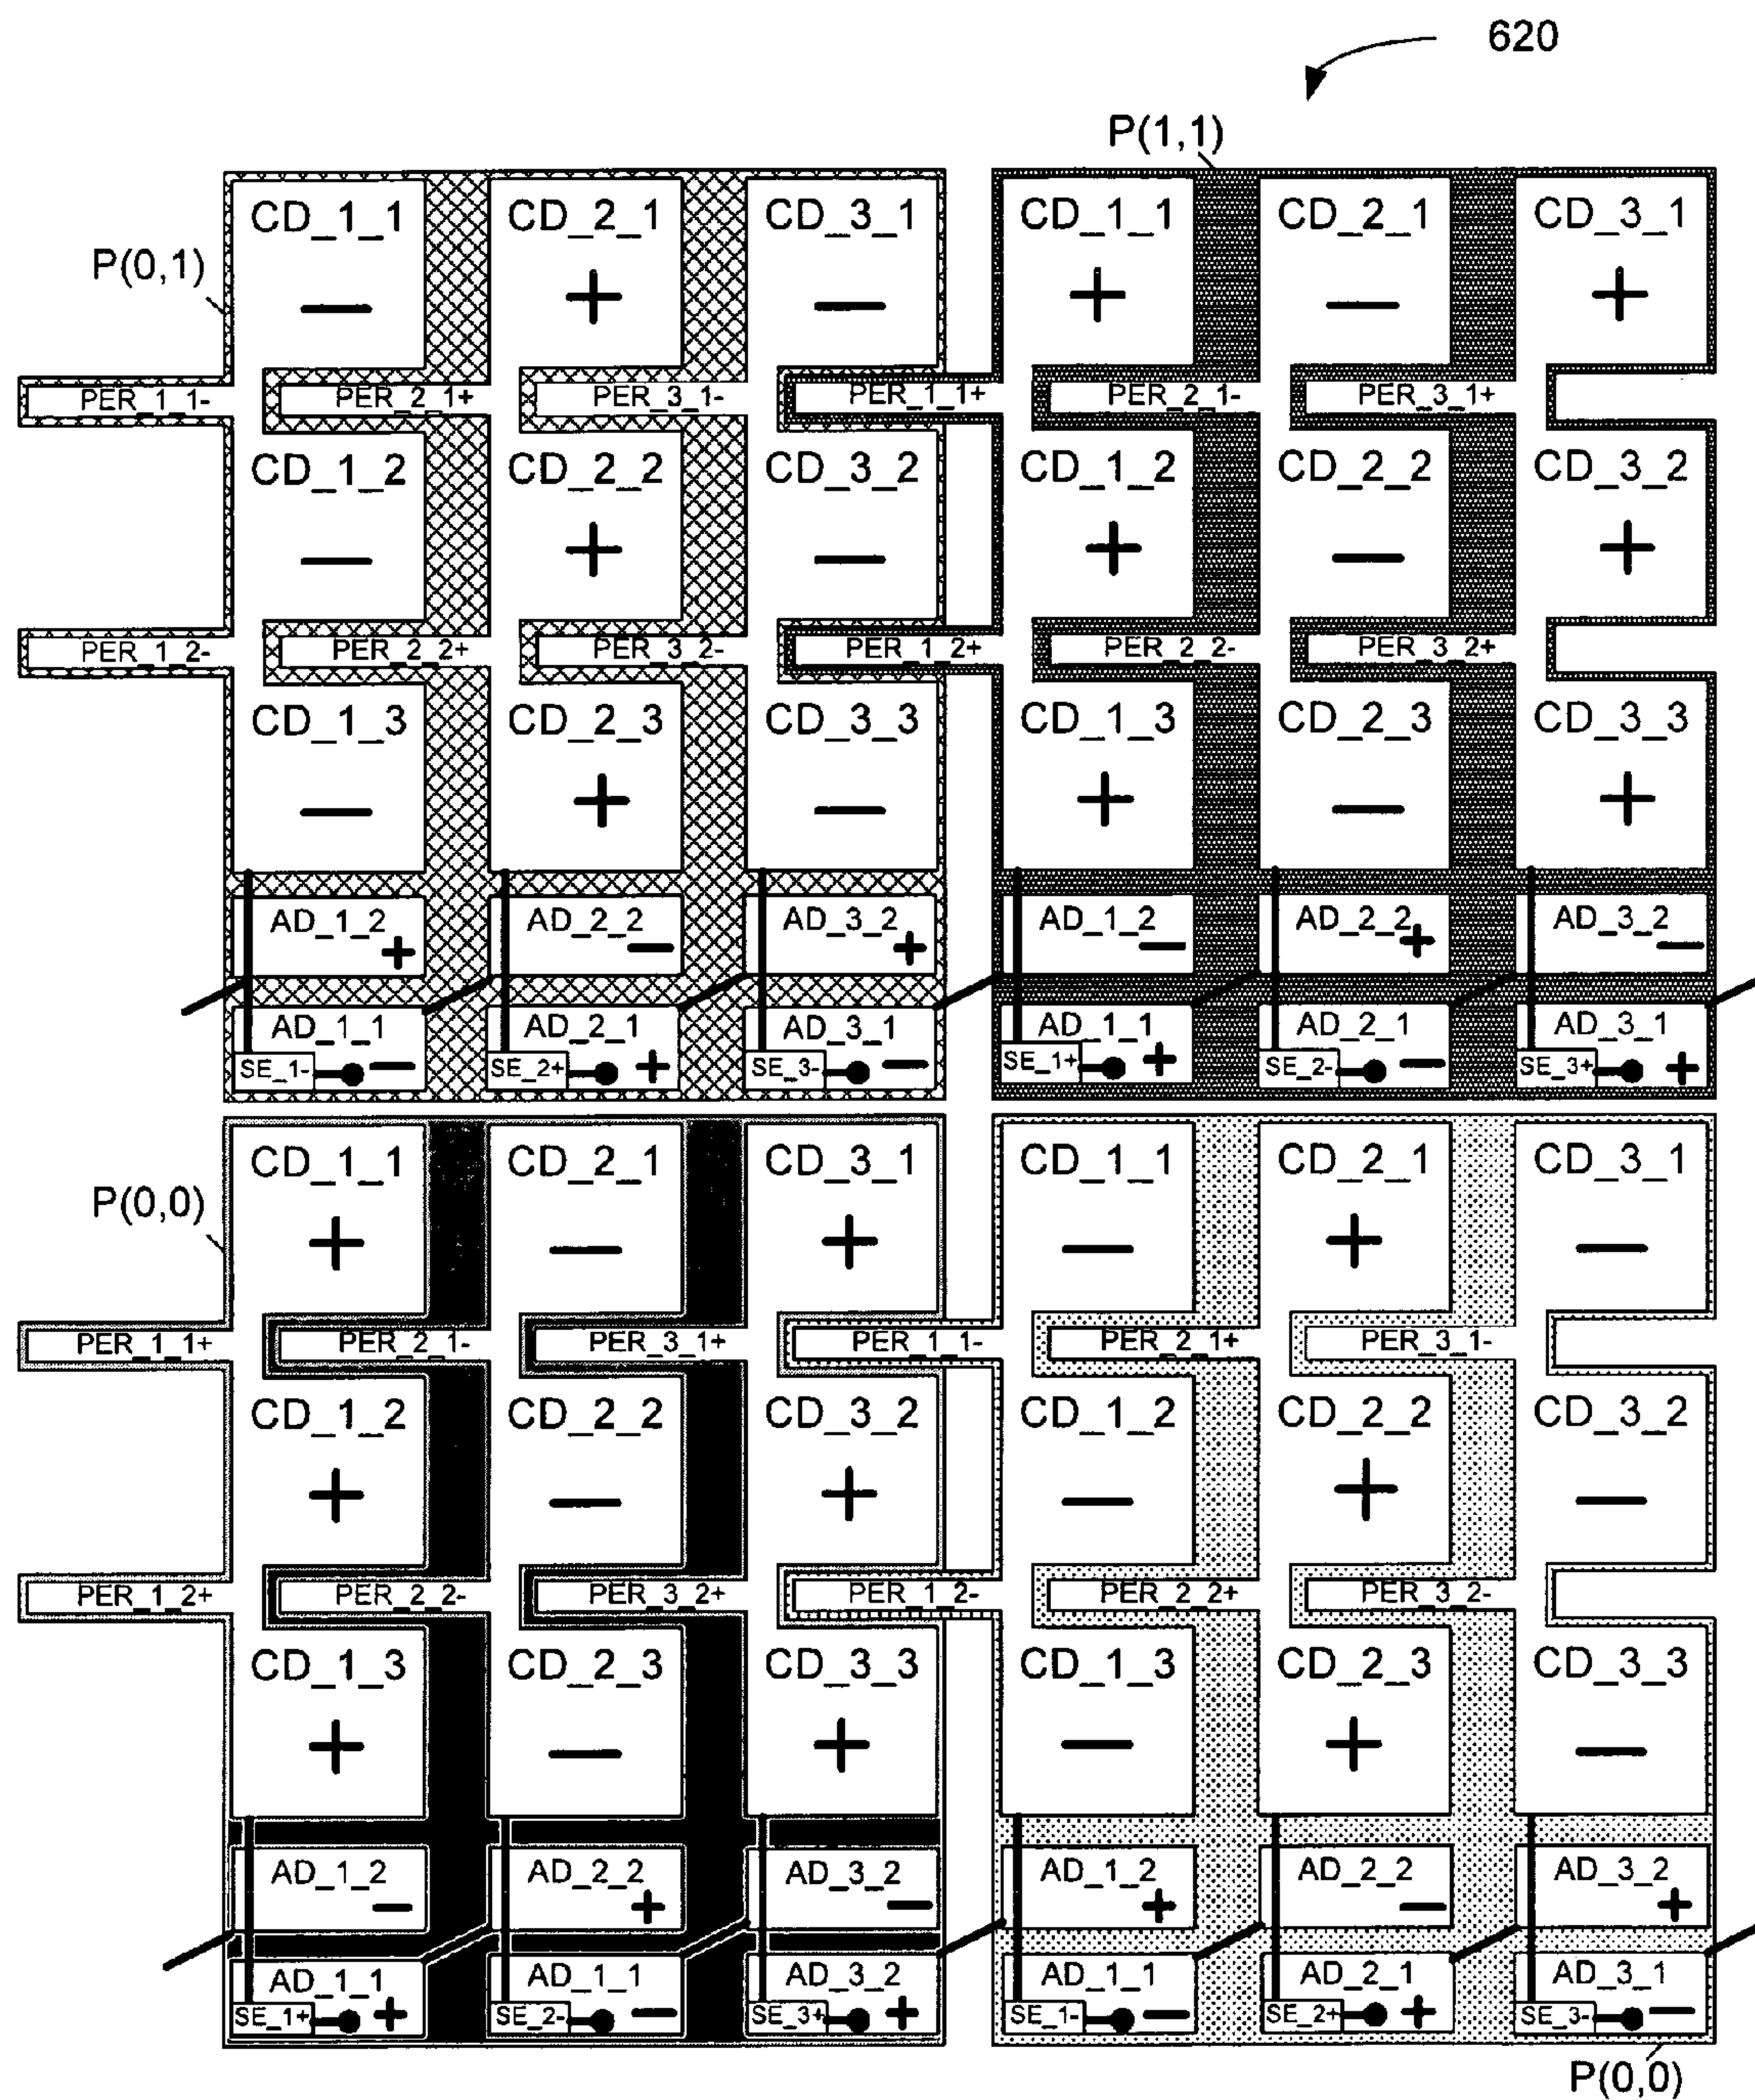 620
P(1,1)
CD_1_1 CD_2_1 CD_3_1 CD_1_1 CD_2_1 CD_3_1
P(0,1)
− + − + − +
PER_1_1- PER_2_1+ PER_3_1- PER_1_1+ PER_2_1- PER_3_1+
CD_1_2 CD_2_2 CD_3_2 CD_1_2 CD_2_2 CD_3_2
− + − + − +
PER_1_2- PER_2_2+ PER_3_2- PER_1_2+ PER_2_2- PER_3_2+
CD_1_3 CD_2_3 CD_3_3 CD_1_3 CD_2_3 CD_3_3
− + − + − +
AD_1_2 + AD_2_2 − AD_3_2 + AD_1_2 − AD_2_2 + AD_3_2 −
AD_1_1 AD_2_1 AD_3_1 AD_1_1 AD_2_1 AD_3_1
SE_1- − SE_2+ + SE_3- − SE_1+ + SE_2- − SE_3+ +
CD_1_1 CD_2_1 CD_3_1 CD_1_1 CD_2_1 CD_3_1
P(0,0)
+ − + − + −
PER_1_1+ PER_2_1- PER_3_1+ PER_1_1- PER_2_1+ PER_3_1-
CD_1_2 CD_2_2 CD_3_2 CD_1_2 CD_2_2 CD_3_2
+ − + − + −
PER_1_2+ PER_2_2- PER_3_2+ PER_1_2- PER_2_2+ PER_3_2-
CD_1_3 CD_2_3 CD_3_3 CD_1_3 CD_2_3 CD_3_3
+ − + − + −
AD_1_2 − AD_2_2 + AD_3_2 − AD_1_2 + AD_2_2 − AD_3_2 +
AD_1_1 AD_1_1 AD_3_2 AD_1_1 AD_2_1 AD_3_1
SE_1+ + SE_2- − SE_3+ + SE_1- − SE_2+ + SE_3- −
P(0,0)